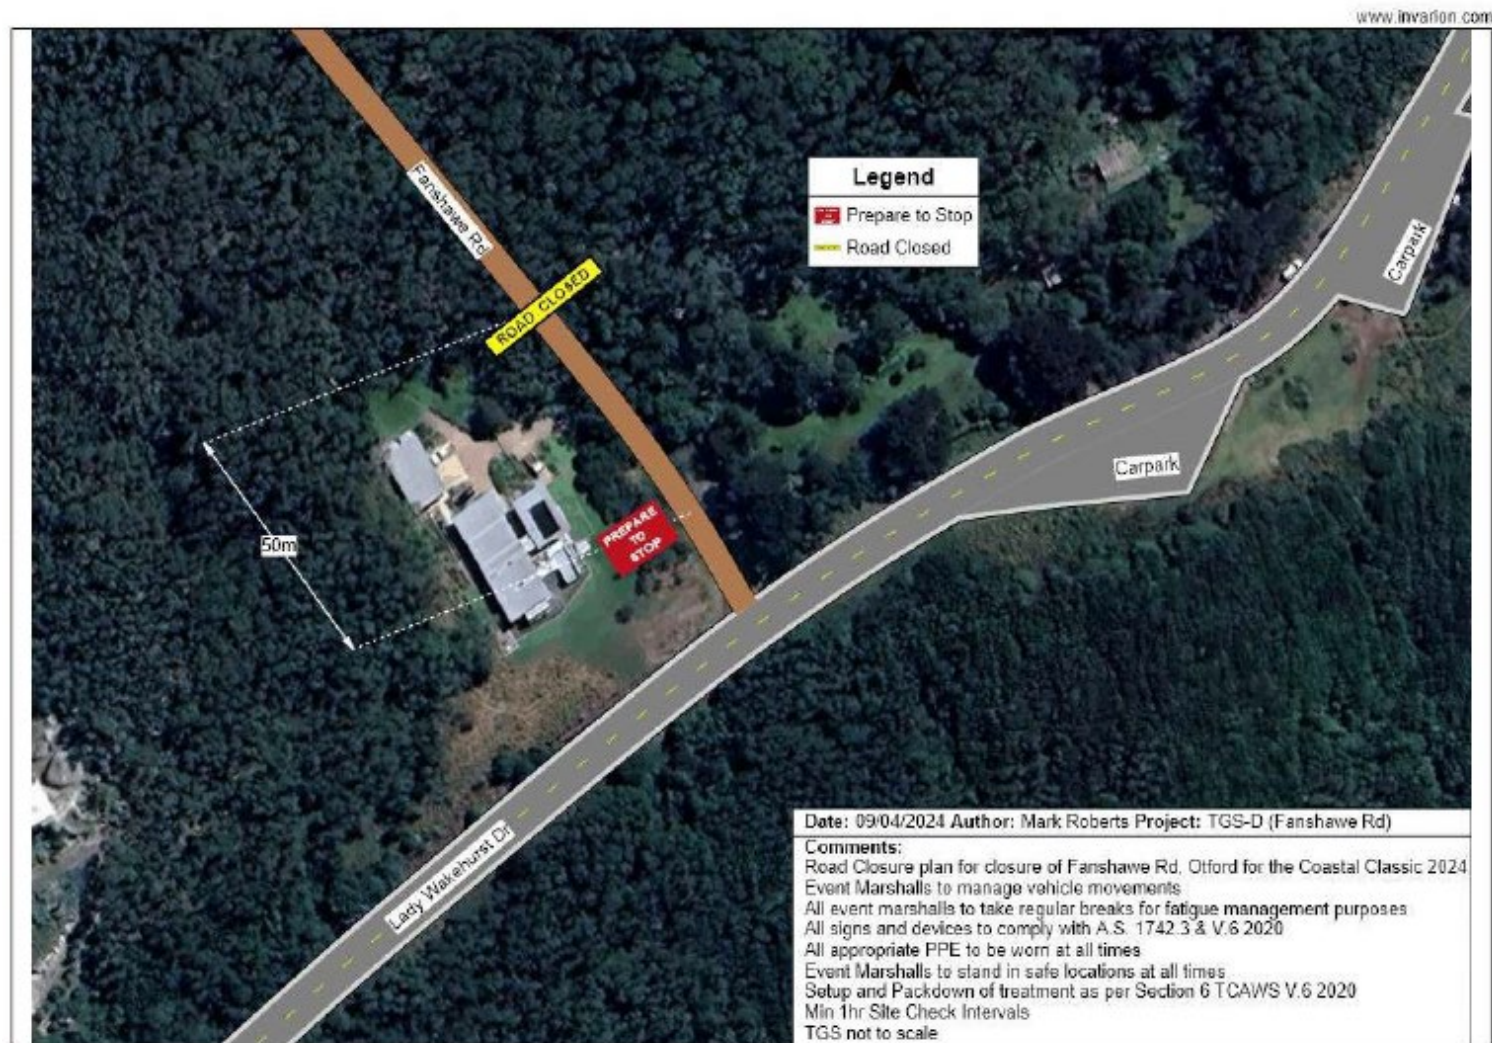 www.invarion.com
Legend
Prepare to Stop
Road Closed
Fanshawe Rd
ROAD CLOSED
Carpark
Carpark
PREPARE
TO
STOP
50m
Lady Wakehurst Dr
Date: 09/04/2024 Author: Mark Roberts Project: TGS-D (Fanshawe Rd)
Comments:
Road Closure plan for closure of Fanshawe Rd, Otford for the Coastal Classic 2024
Event Marshalls to manage vehicle movements
All event marshalls to take regular breaks for fatigue management purposes
All signs and devices to comply with A.S. 1742.3 & V.6 2020
All appropriate PPE to be worn at all times
Event Marshalls to stand in safe locations at all times
Setup and Packdown of treatment as per Section 6 TCAWS V.6 2020
Min 1hr Site Check Intervals
TGS not to scale